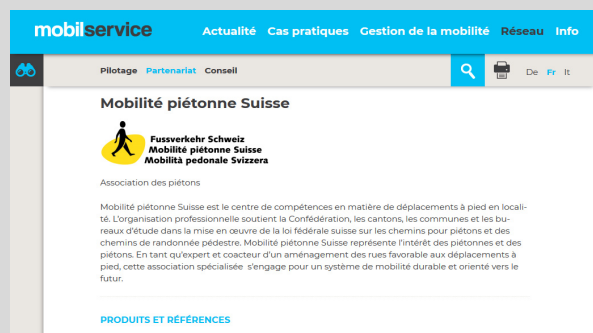 mobilservice
Actualité Cas pratiques Gestion de la mobilité Réseau Info
Pilotage Partenariat Conseil
De Fr It
Mobilité piétonne Suisse
Fussverkehr Schweiz
Mobilité piétonne Suisse
Mobilità pedonale Svizzera
Association des piétons
Mobilité piétonne Suisse est le centre de compétences en matière de déplacements à pied en locali-
té. L'organisation professionnelle soutient la Confédération, les cantons, les communes et les bu-
reaux d'étude dans la mise en œuvre de la loi fédérale suisse sur les chemins pour piétons et des
chemins de randonnée pédestre. Mobilité piétonne Suisse représente l'intérêt des piétonnes et des
piétons. En tant qu'expert et coacteur d'un aménagement des rues favorable aux déplacements à
pied, cette association spécialisée s'engage pour un système de mobilité durable et orienté vers le
futur.
PRODUITS ET RÉFÉRENCES